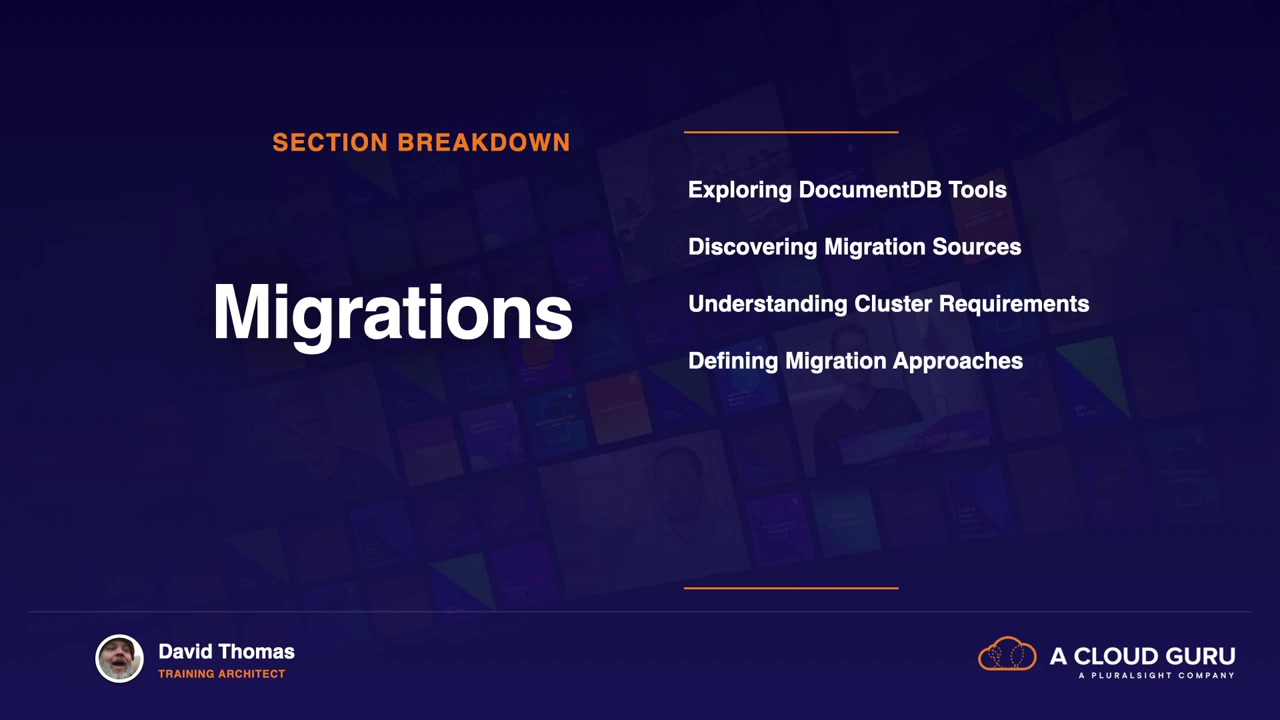 SECTION BREAKDOWN
Migrations
Exploring DocumentDB Tools
Discovering Migration Sources
Understanding Cluster Requirements
Defining Migration Approaches
David Thomas
TRAINING ARCHITECT
A CLOUD GURU
A PLURALSIGHT COMPANY